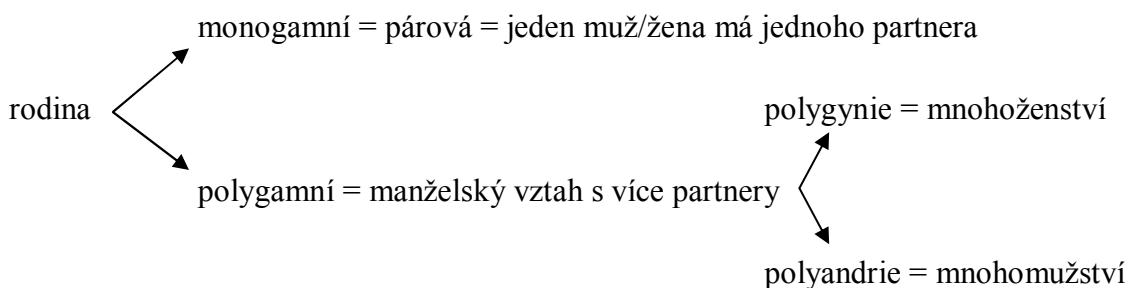 monogamní = párová = jeden muž/žena má jednoho partnera
rodina
polygynie = mnohoženství
polygamní = manželský vztah s více partnery
polyandrie = mnohomužství